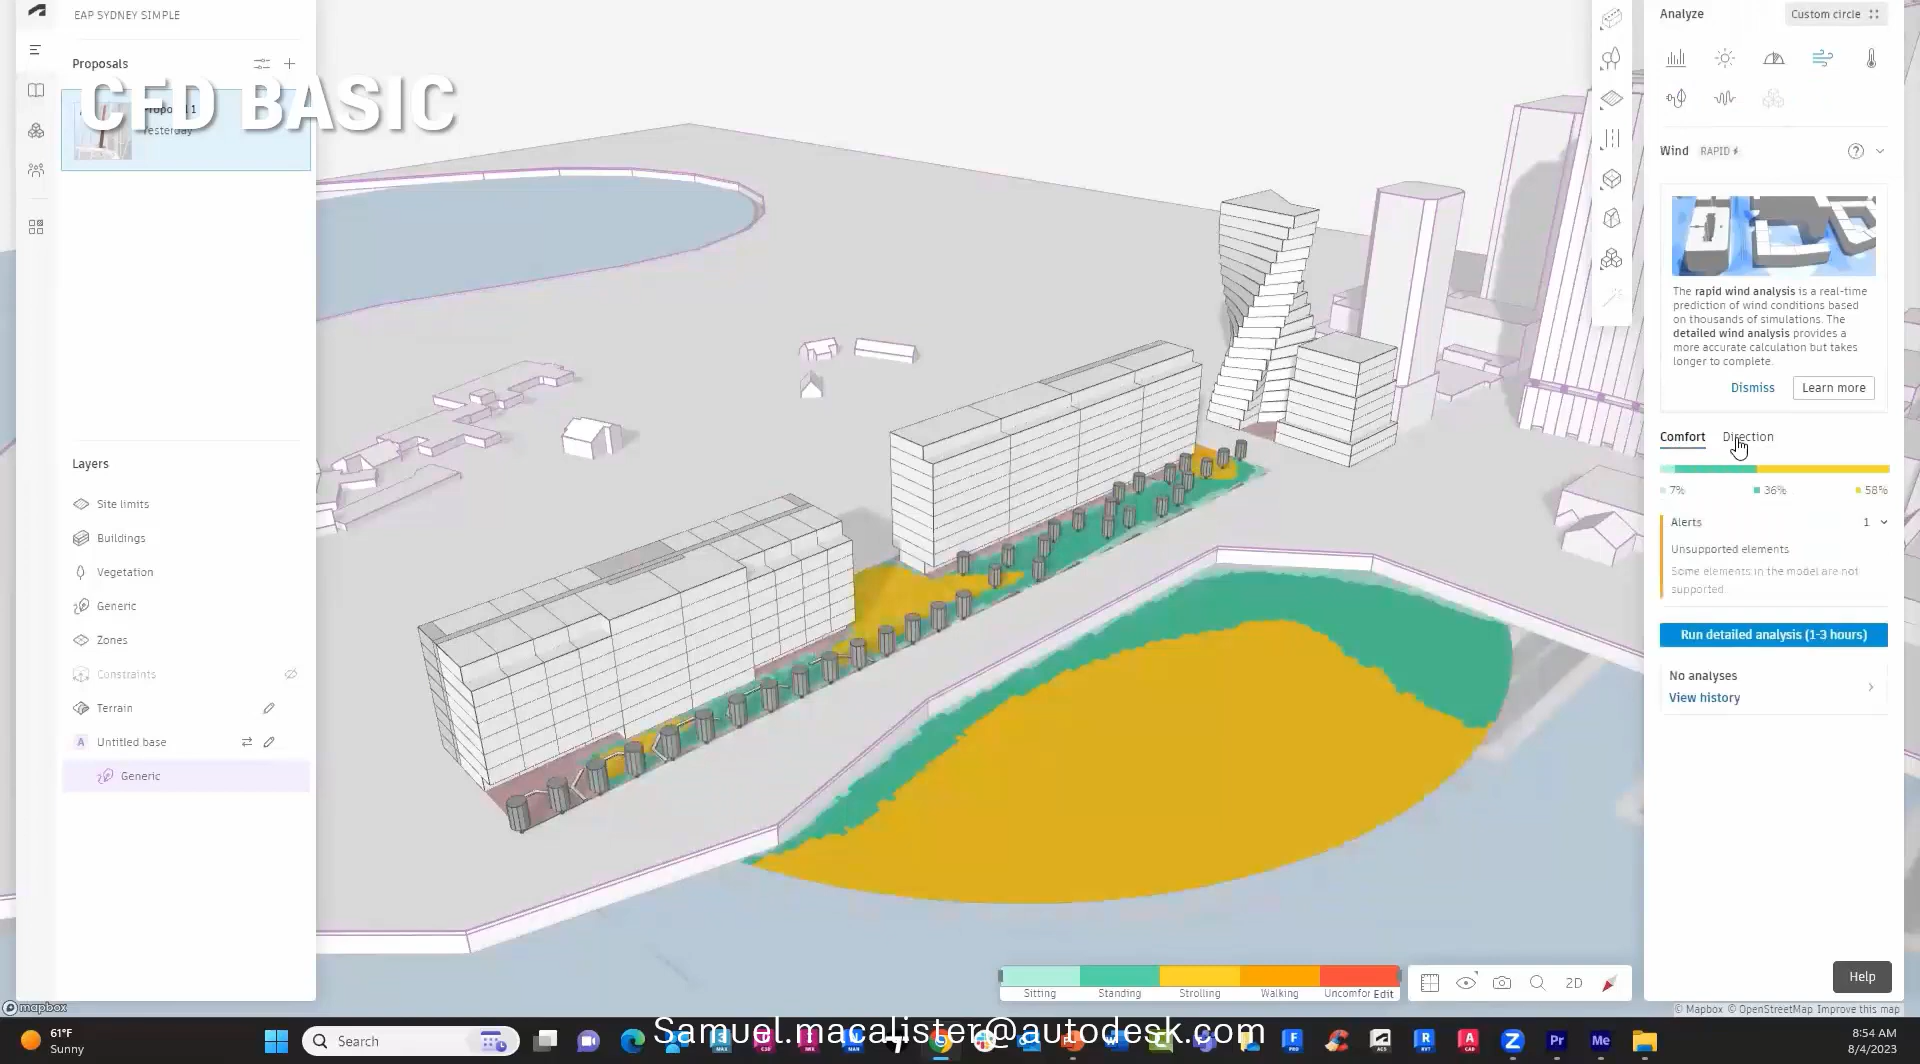 EAP SYDNEY SIMPLE
Proposals
CFD BASIC
Yesterday
Layers
Site limits
Buildings
Vegetation
Generic
Zones
Constraints
Terrain
A Untitled base
Generic
mapbox
Analyze
Custom circle
Wind RAPID
The rapid wind analysis is a real-time
prediction of wind conditions based
on thousands of simulations. The
detailed wind analysis provides a
more accurate calculation but takes
longer to complete.
Dismiss
Learn more
Comfort
Direction
7% 36% 58%
Alerts 1
Unsupported elements
Some elements in the model are not
supported.
Run detailed analysis (1-3 hours)
No analyses
View history
Help
Sitting Standing Strolling Walking Uncomfor Edit
2D
© Mapbox © OpenStreetMap Improve this map
61°F
Sunny
Search
Samuel.macalister@autodesk.com
8:54 AM
8/4/2023